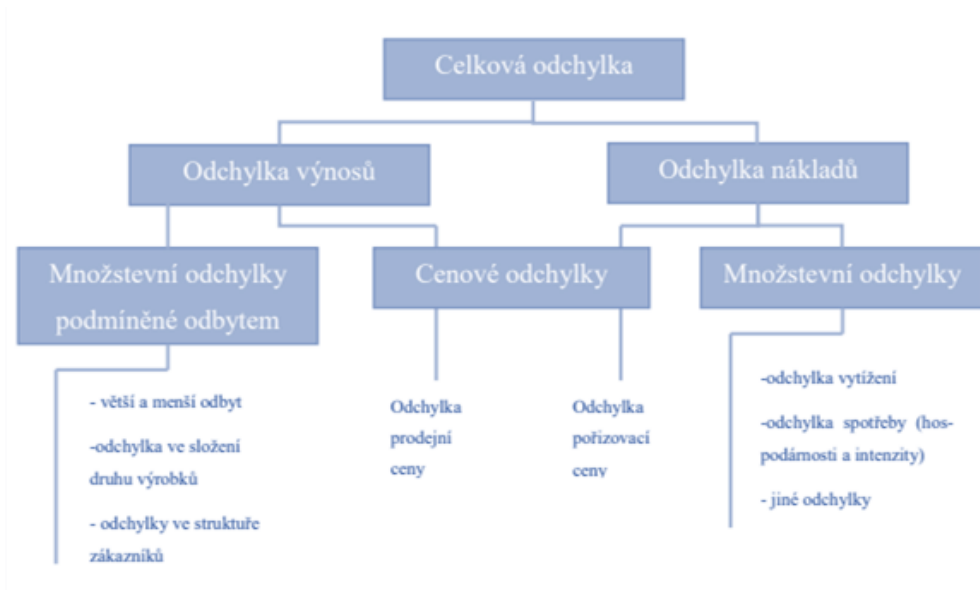 Celková odchylka
Odchylka výnosů
Odchylka nákladů
Množstevní odchylky
podmíněné odbytem
Cenové odchylky
Množstevní odchylky
- větší a menší odbyt
-odchylka ve složení
druhu výrobků
- odchylky ve struktuře
zákazníků
Odchylka
prodejní
ceny
Odchylka
pořizovací
ceny
-odchylka vytížení
-odchylka spotřeby (hos-
podárnosti a intenzity)
- jiné odchylky